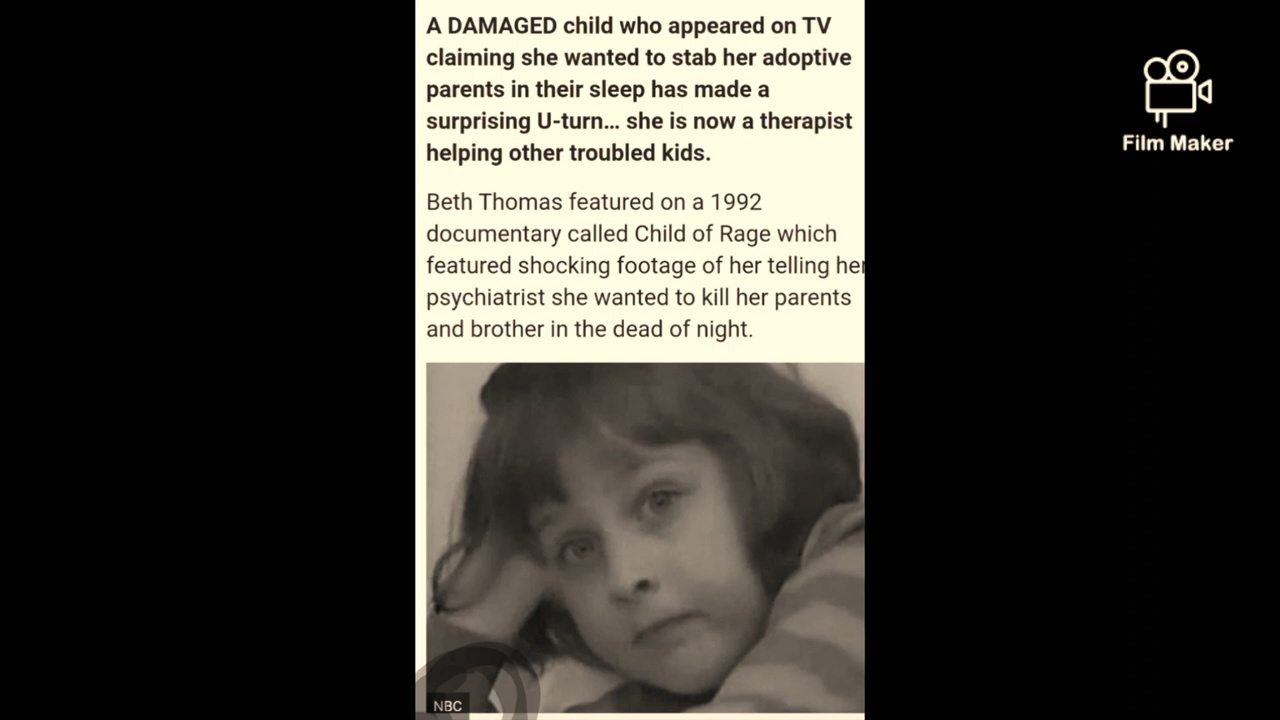 A DAMAGED child who appeared on TV
claiming she wanted to stab her adoptive
parents in their sleep has made a
surprising U-turn... she is now a therapist
helping other troubled kids.
Beth Thomas featured on a 1992
documentary called Child of Rage which
featured shocking footage of her telling her
psychiatrist she wanted to kill her parents
and brother in the dead of night.
NBC
Film Maker